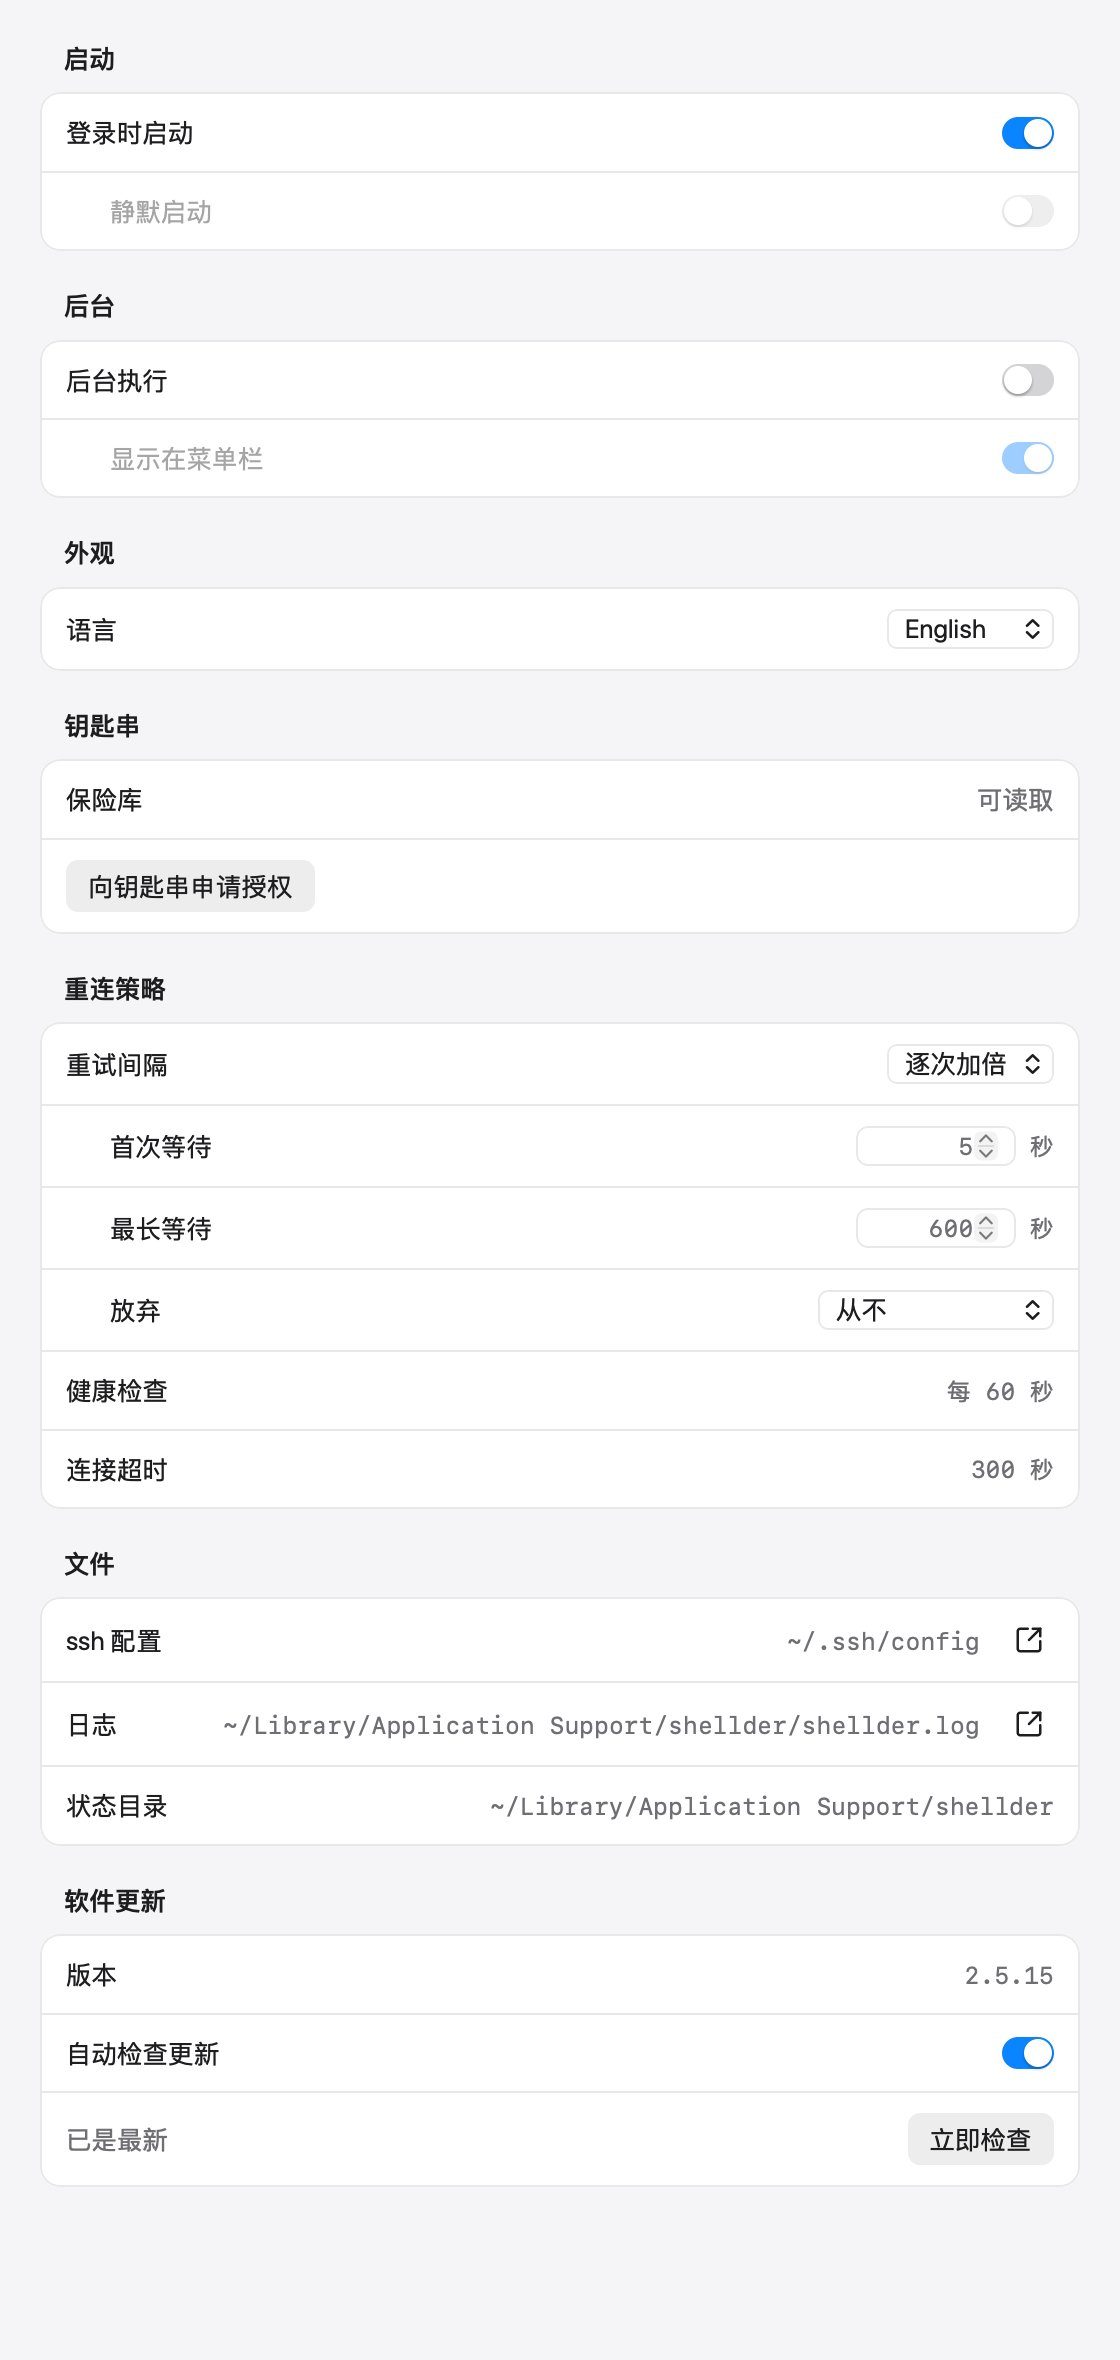 启动
登录时启动
静默启动
后台
后台执行
显示在菜单栏
外观
语言 English
钥匙串
保险库 可读取
向钥匙串申请授权
重连策略
重试间隔 逐次加倍
首次等待 5 秒
最长等待 600 秒
放弃 从不
健康检查 每 60 秒
连接超时 300 秒
文件
ssh 配置 ~/.ssh/config
日志 ~/Library/Application Support/shellder/shellder.log
状态目录 ~/Library/Application Support/shellder
软件更新
版本 2.5.15
自动检查更新
已是最新 立即检查